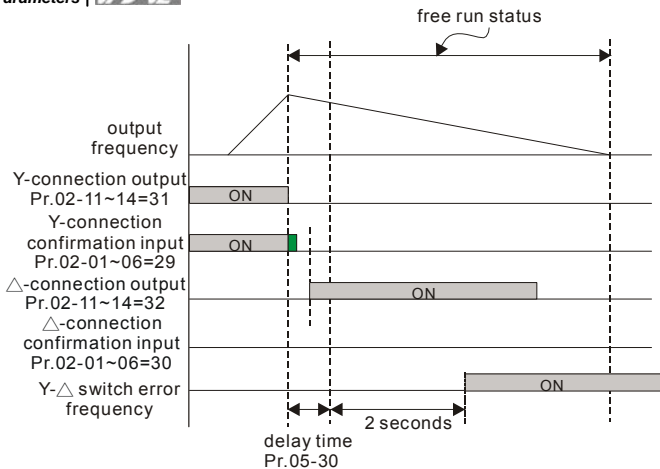 arameters |
free run status
output
frequency
Y-connection output
Pr.02-11~14=31
ON
Y-connection
confirmation input
Pr.02-01~06=29
ON
△-connection output
Pr.02-11~14=32
ON
△-connection
confirmation input
Pr.02-01~06=30
Y-△ switch error
frequency
ON
2 seconds
delay time
Pr.05-30